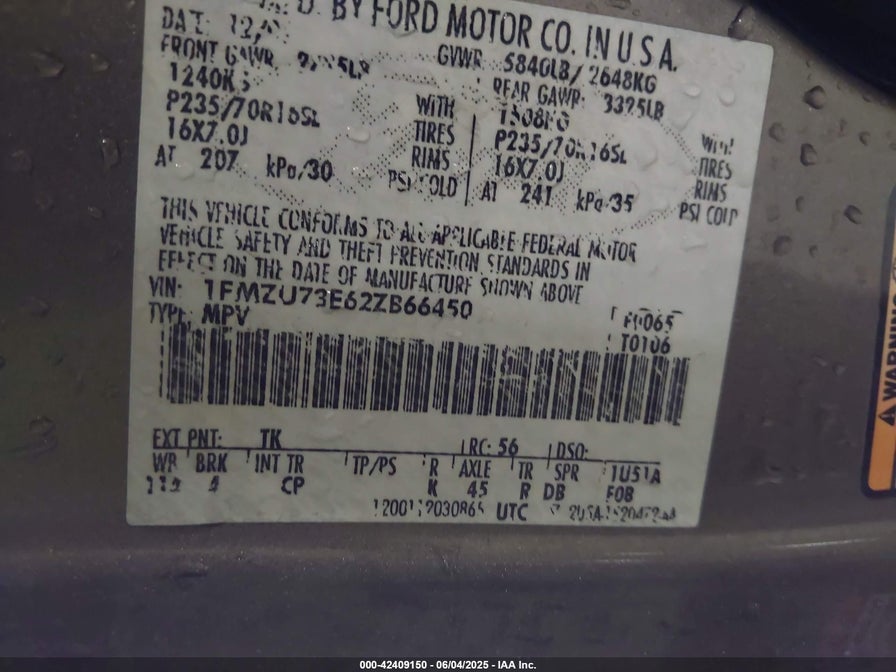 BY FORD MOTOR CO. IN U S A.
DATE: 12/
GVWR 5840LB/ 2648KG
FRONT GAWR
REAR GAWR: 3325LB
1240KG WITH 1508KG WITH
P235/70R16SL TIRES P235/70R16SL TIRES
16X7.0J RIMS 16X7.0J RIMS
AT 207 kPa/30 PSI COLD AT 241 kPa/35 PSI COLD
THIS VEHICLE CONFORMS TO ALL APPLICABLE FEDERAL MOTOR
VEHICLE SAFETY AND THEFT PREVENTION STANDARDS IN
EFFECT ON THE DATE OF MANUFACTURE SHOWN ABOVE
VIN: 1FMZU73E62ZB66450
TYPE: MPV
F0065
T0106
EXT PNT: TK RC: 56 DSO:
WB BRK INT TR TP/PS R AXLE TR SPR 1U51A
4 CP K 45 R DB F08
UTC
WARNING
000-42409150 - 06/04/2025 - IAA Inc.